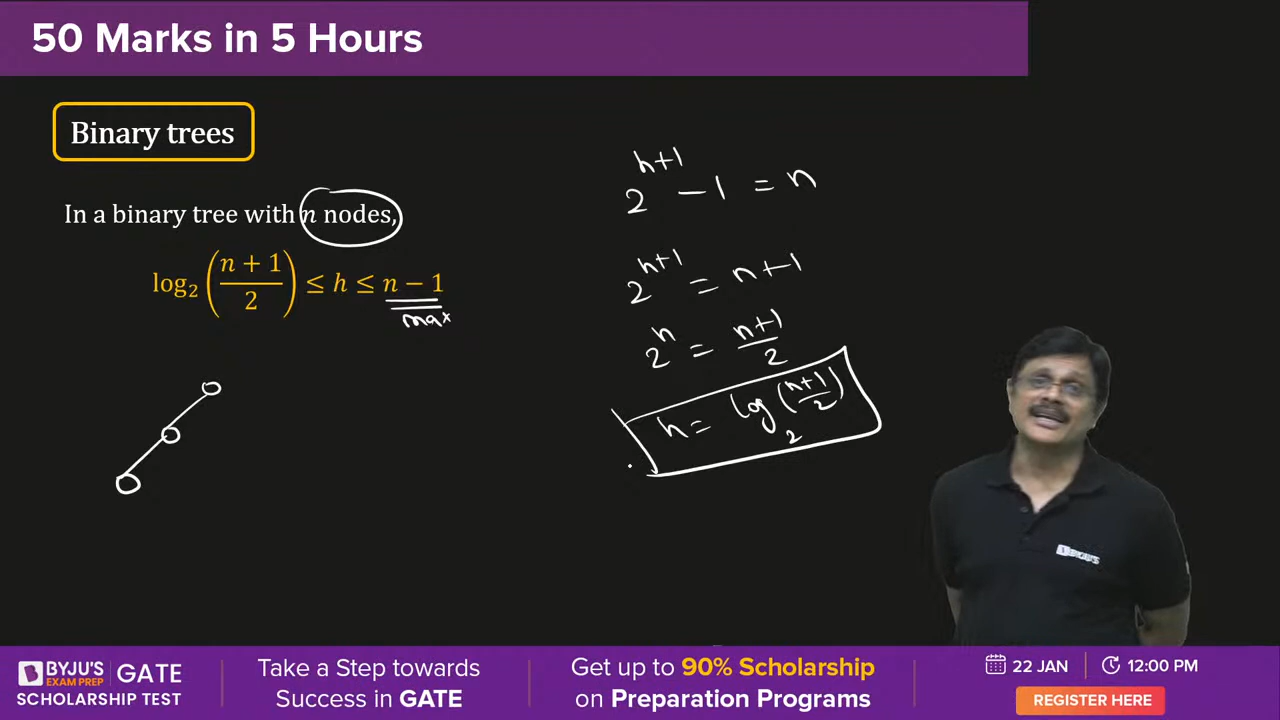 50 Marks in 5 Hours
Binary trees
In a binary tree with n nodes,
log₂((n + 1)/2) ≤ h ≤ n − 1
max
2^(h+1) − 1 = n
2^(h+1) = n+1
2^h = (n+1)/2
h = log₂((n+1)/2)
BYJU'S
BYJU'S EXAM PREP | GATE
SCHOLARSHIP TEST
Take a Step towards
Success in GATE
Get up to 90% Scholarship
on Preparation Programs
22 JAN | 12:00 PM
REGISTER HERE